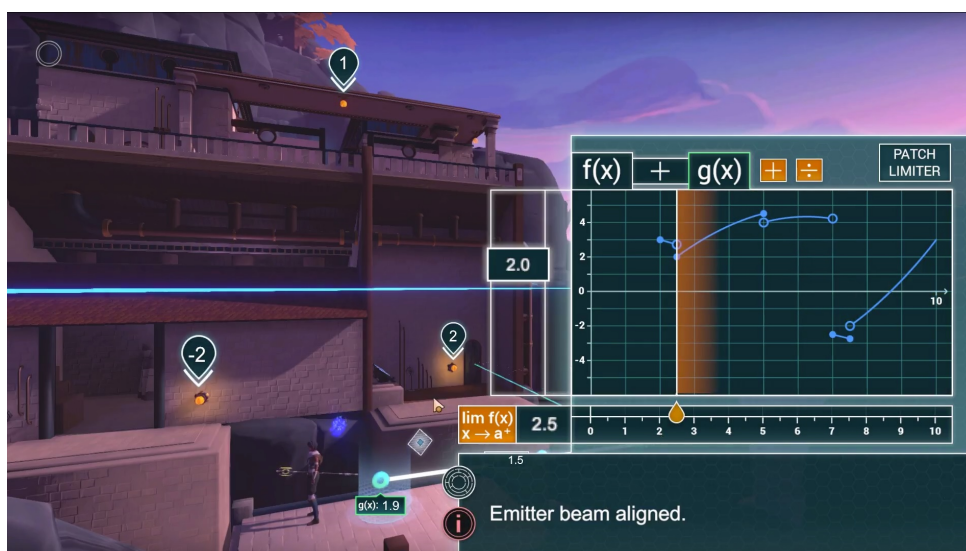 1
f(x) + g(x) + ÷
PATCH
LIMITER
4
2
0
-2
-4
10
2.0
-2
2
lim f(x)
x → a⁺
2.5
0 1 2 3 4 5 6 7 8 9 10
1.5
g(x): 1.9
i
Emitter beam aligned.